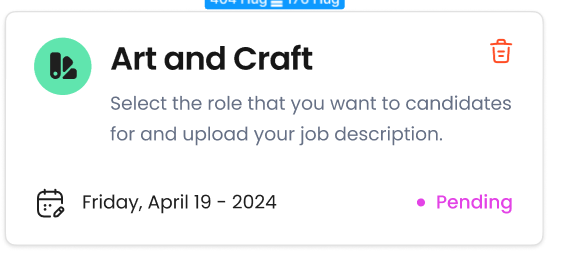 Art and Craft
Select the role that you want to candidates
for and upload your job description.
Friday, April 19 - 2024
Pending